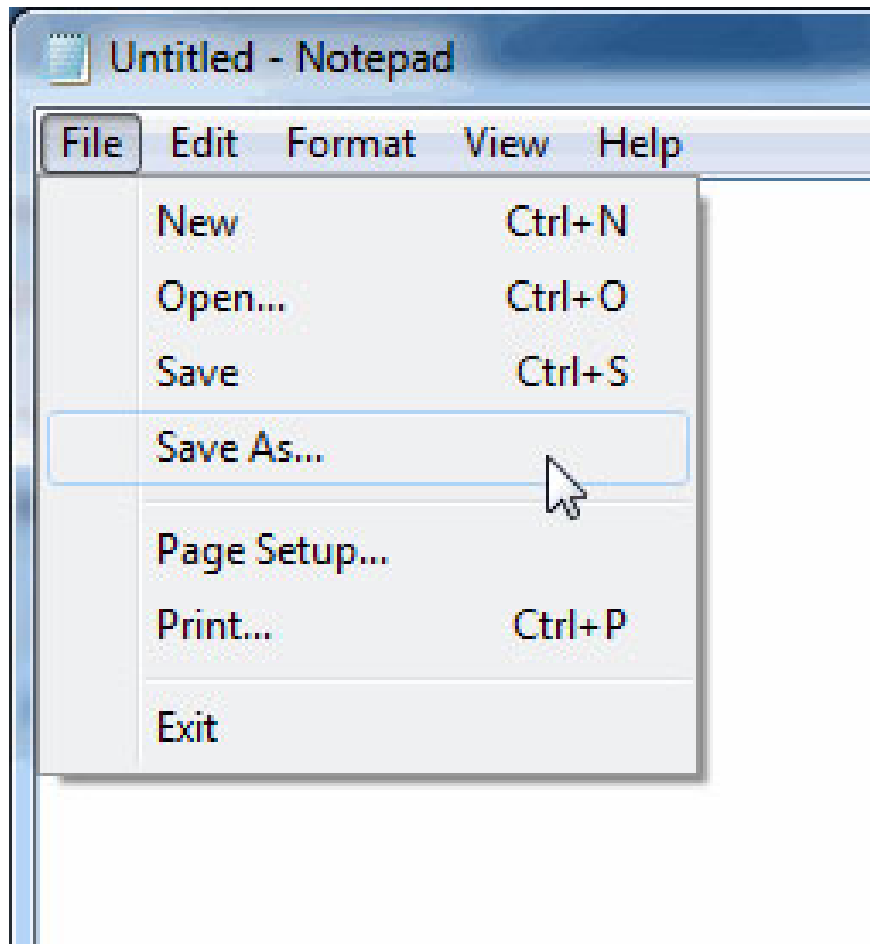 Untitled - Notepad
File Edit Format View Help
New Ctrl+N
Open... Ctrl+O
Save Ctrl+S
Save As...
Page Setup...
Print... Ctrl+P
Exit